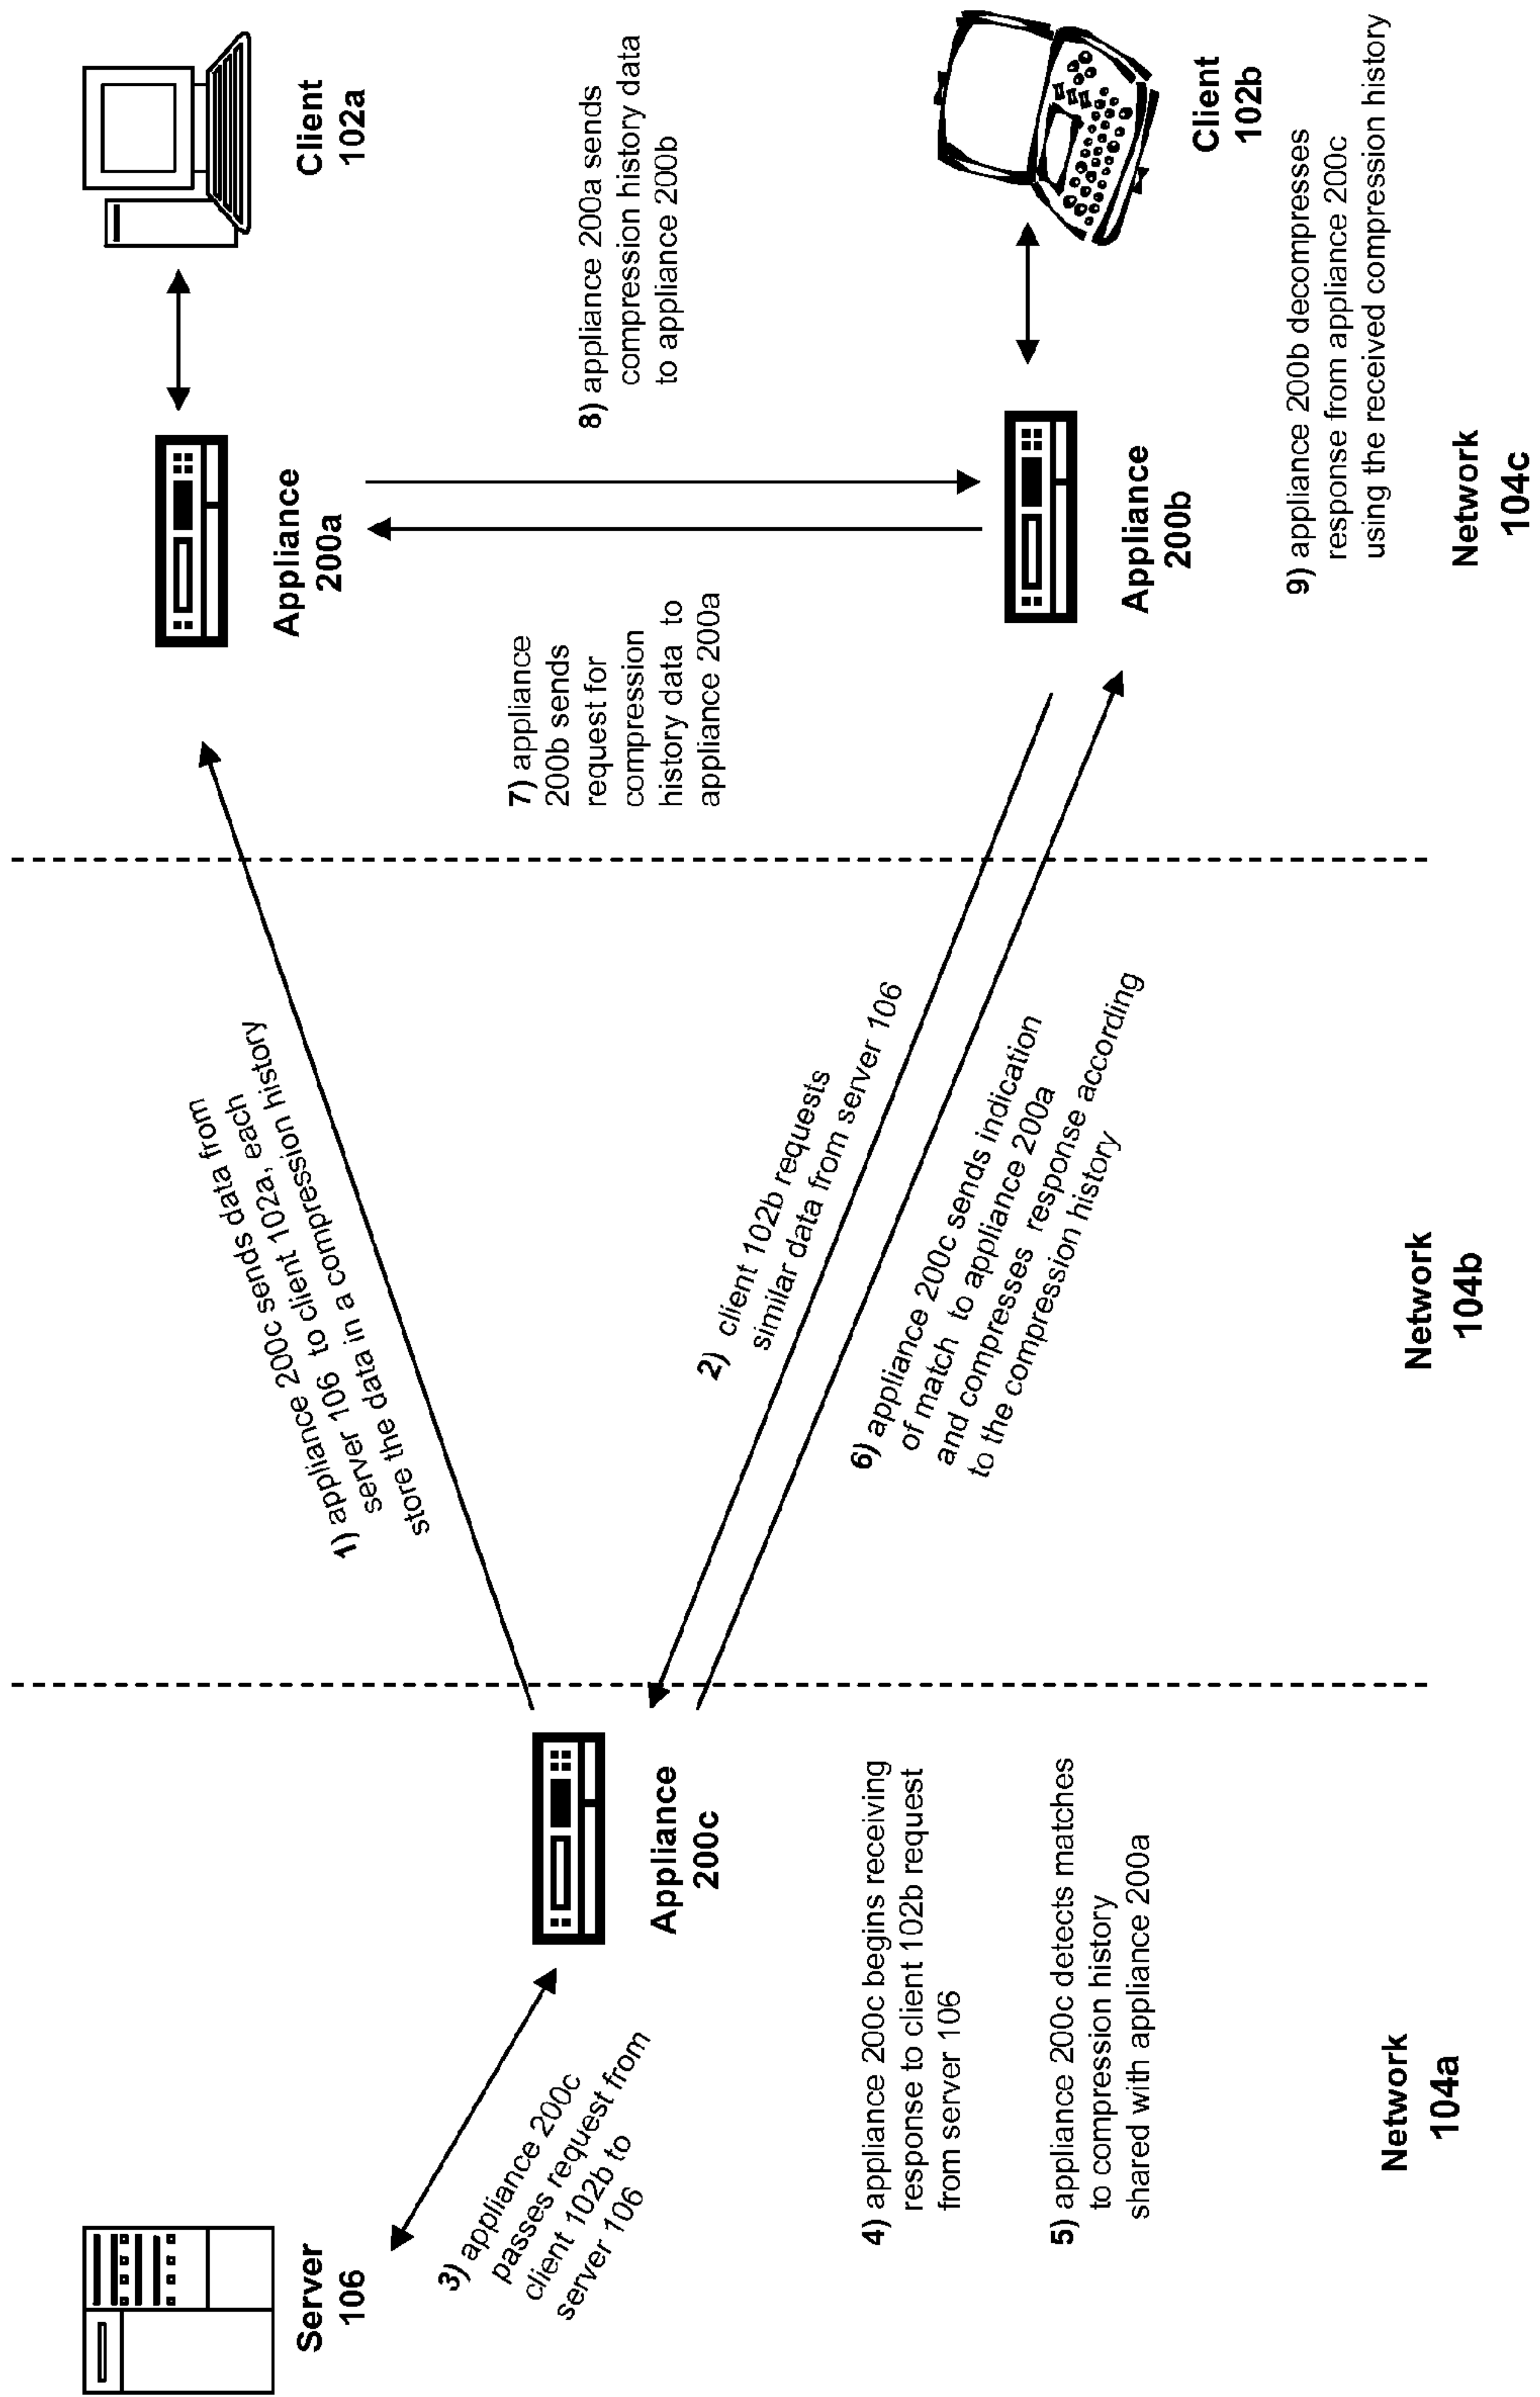 Server
106
3) appliance 200c
passes request from
client 102b to
server 106
Appliance
200c
4) appliance 200c begins receiving
response to client 102b request
from server 106
5) appliance 200c detects matches
to compression history
shared with appliance 200a
Network
104a
1) appliance 200c sends data from
server 106 to client 102a, each
store the data in a compression history
2) client 102b requests
similar data from server 106
6) appliance 200c sends indication
of match to appliance 200a
and compresses response according
to the compression history
Network
104b
Appliance
200a
Client
102a
7) appliance
200b sends
request for
compression
history data to
appliance 200a
8) appliance 200a sends
compression history data
to appliance 200b
Appliance
200b
Client
102b
9) appliance 200b decompresses
response from appliance 200c
using the received compression history
Network
104c